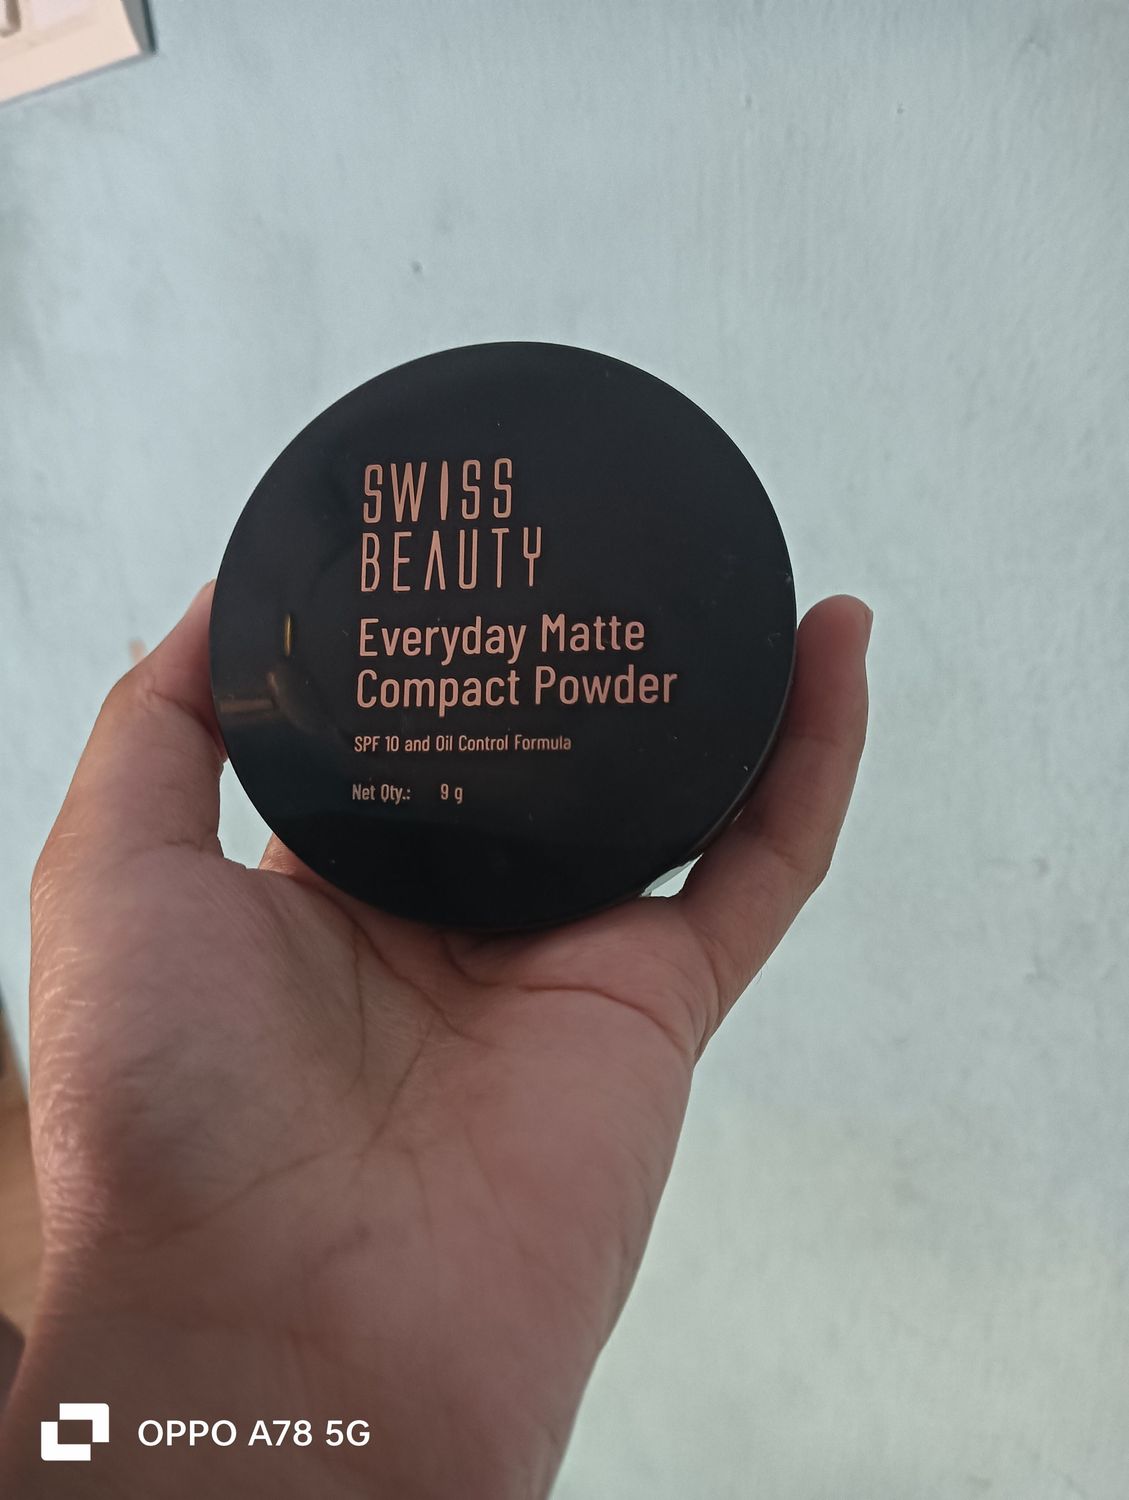 SWISS
BEAUTY
Everyday Matte
Compact Powder
SPF 10 and Oil Control Formula
Net Qty.: 9 g
OPPO A78 5G